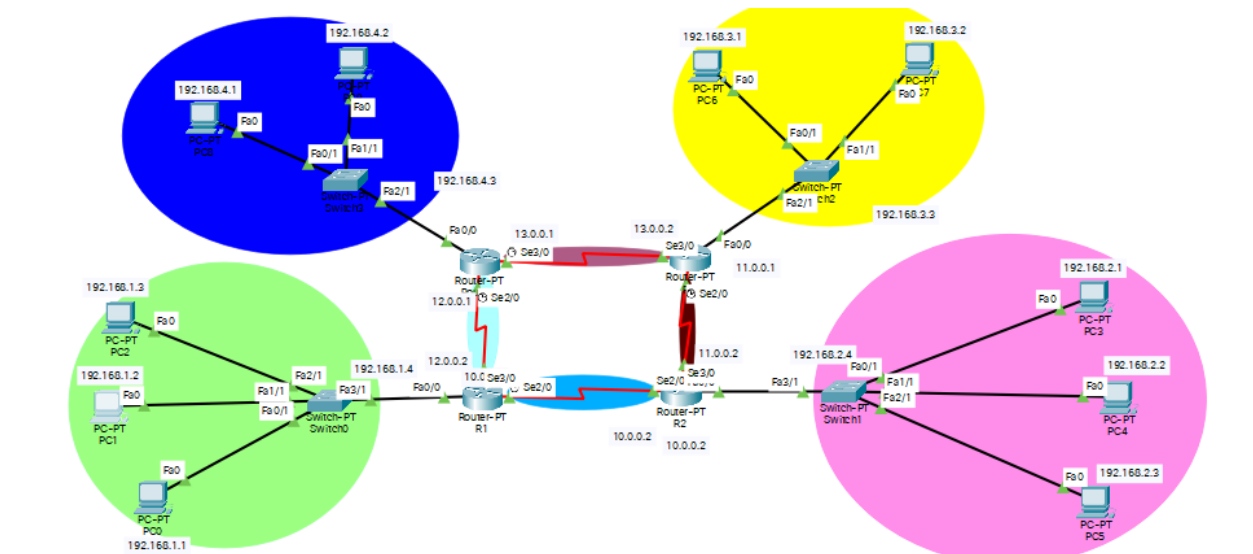 192.168.4.2
192.168.4.1
PC-PT
Fa0
Fa0
PC-PT
Fa0/1
Fa1/1
Switch-PT
Fa2/1
192.168.4.3
192.168.3.1
192.168.3.2
PC-PT
PC6
Fa0
Fa0
Fa0/1
Fa1/1
Switch-PT
Fa2/1
192.168.3.3
Fa0/0
13.0.0.1
Se3/0
13.0.0.2
Se3/0
Fa0/0
Router-PT
Router-PT
11.0.0.1
12.0.0.1
Se2/0
Se2/0
192.168.1.3
Fa0
PC-PT
PC2
192.168.1.2
Fa0
PC-PT
PC1
Fa2/1
Fa1/1
Fa0/1
Fa3/1
192.168.1.4
Switch-PT
Switch0
Fa0
PC-PT
PC0
192.168.1.1
12.0.0.2
Fa0/0
Se3/0
Se2/0
Router-PT
R1
11.0.0.2
Se3/0
Router-PT
R2
10.0.0.2
10.0.0.2
192.168.2.4
Fa3/1
Fa0/1
Fa1/1
Fa2/1
Switch-PT
Switch1
192.168.2.1
Fa0
PC-PT
PC3
192.168.2.2
Fa0
PC-PT
PC4
192.168.2.3
Fa0
PC-PT
PC5